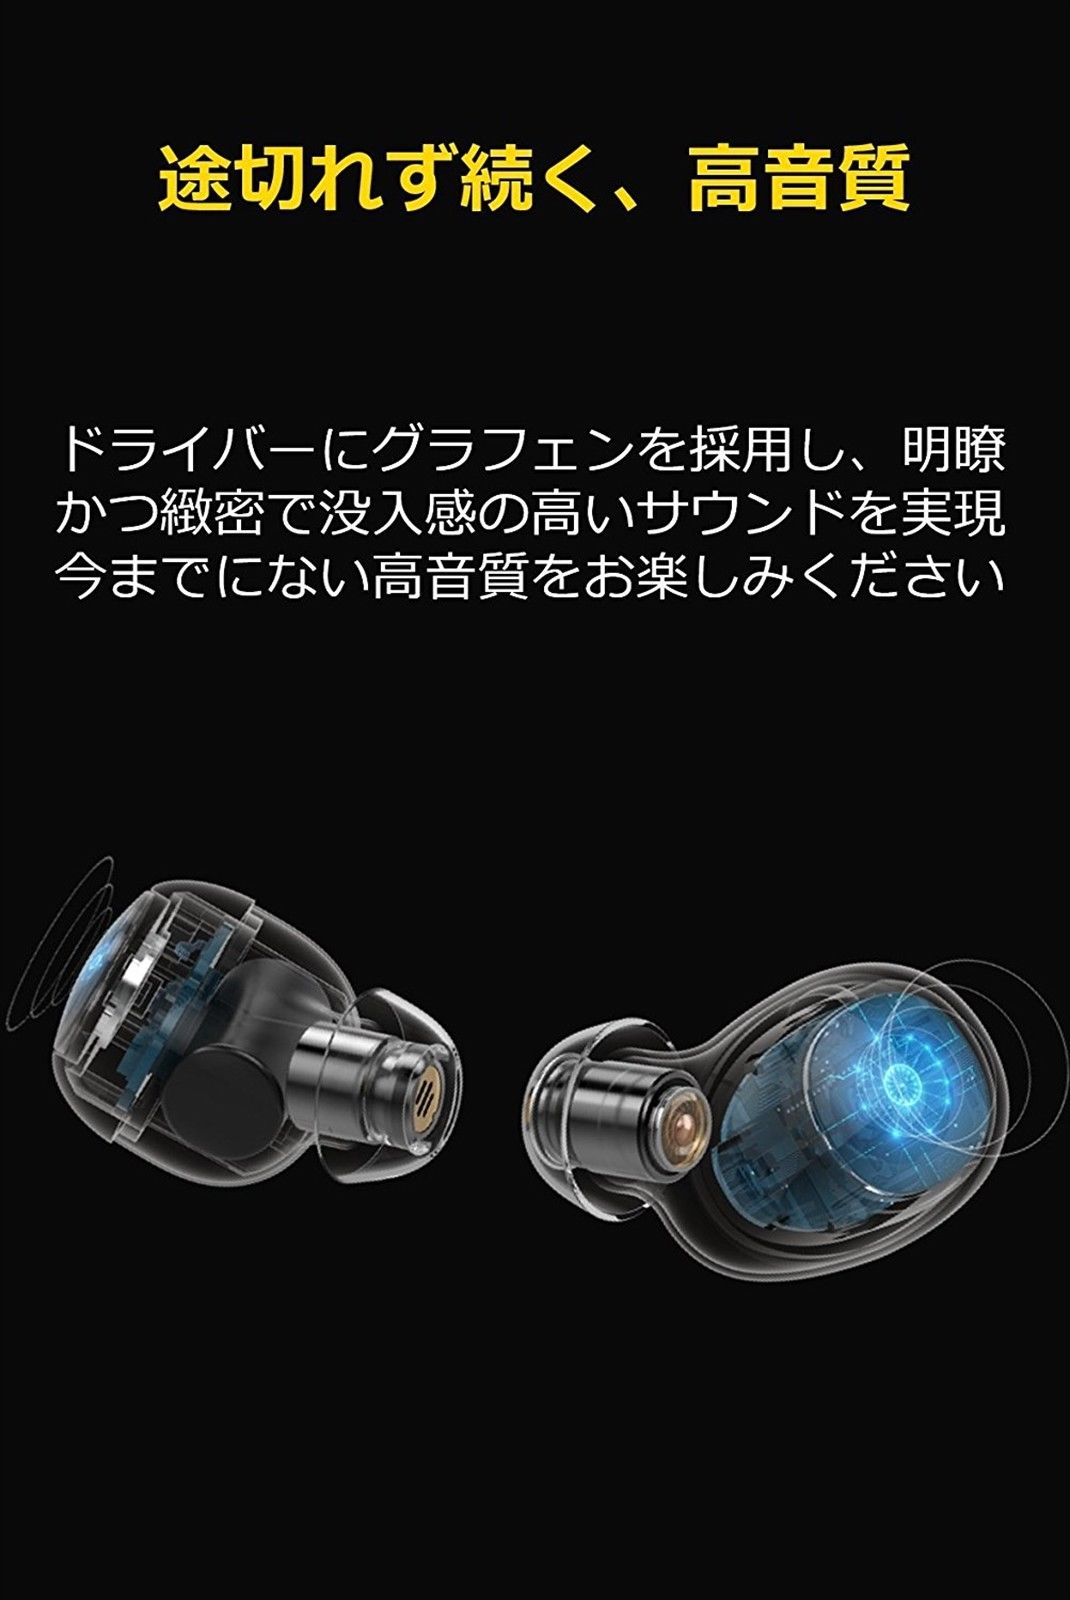 途切れず続く、高音質
ドライバーにグラフェンを採用し、明瞭
かつ緻密で没入感の高いサウンドを実現
今までにない高音質をお楽しみください